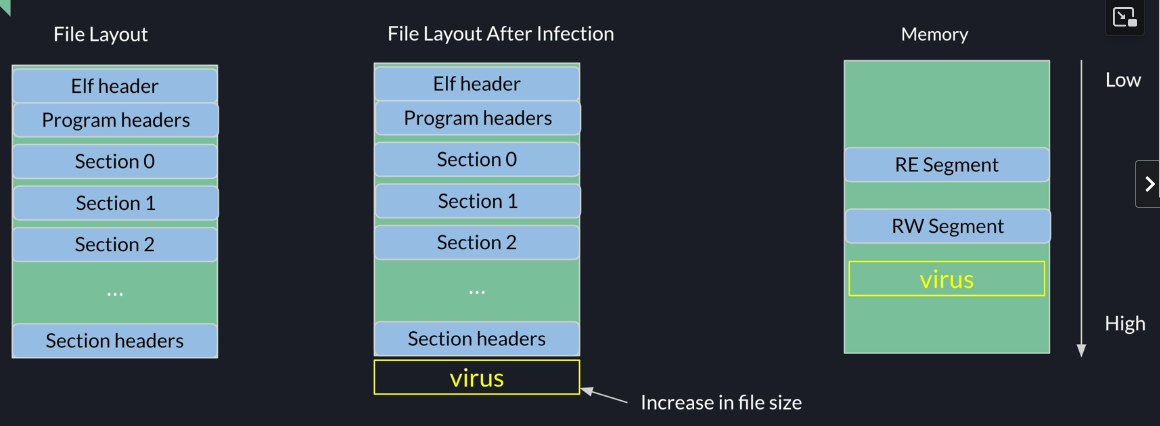 File Layout
Elf header
Program headers
Section 0
Section 1
Section 2
...
Section headers
File Layout After Infection
Elf header
Program headers
Section 0
Section 1
Section 2
...
Section headers
virus
Increase in file size
Memory
RE Segment
RW Segment
virus
Low
High